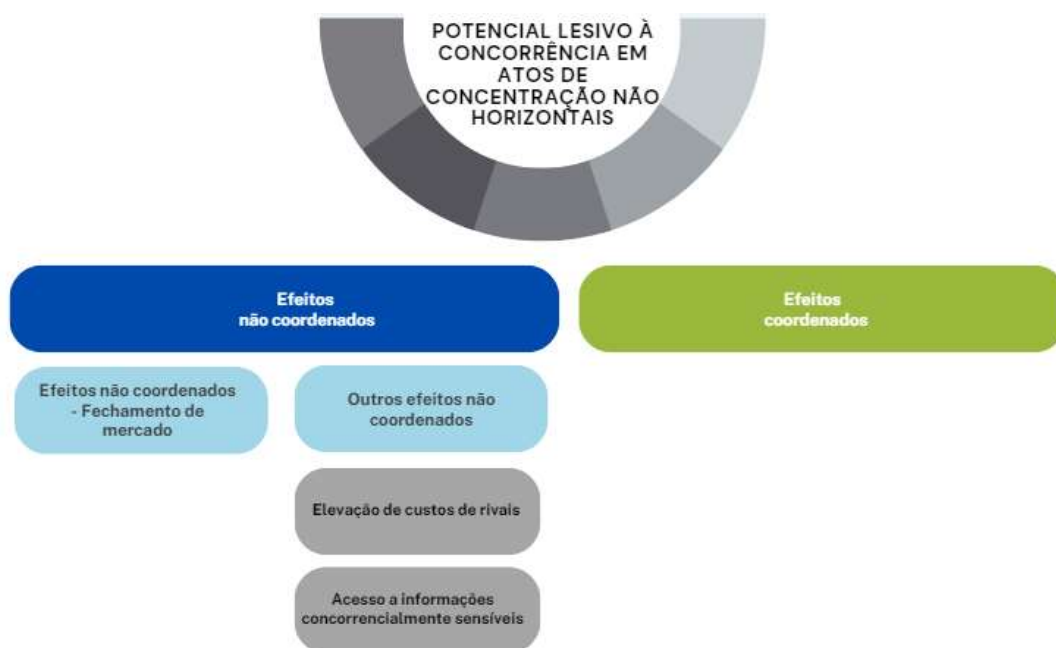 POTENCIAL LESIVO À
CONCORRÊNCIA EM
ATOS DE
CONCENTRAÇÃO NÃO
HORIZONTAIS
Efeitos
não coordenados
Efeitos
coordenados
Efeitos não coordenados
- Fechamento de
mercado
Outros efeitos não
coordenados
Elevação de custos de rivais
Acesso a informações
concorrencialmente sensíveis